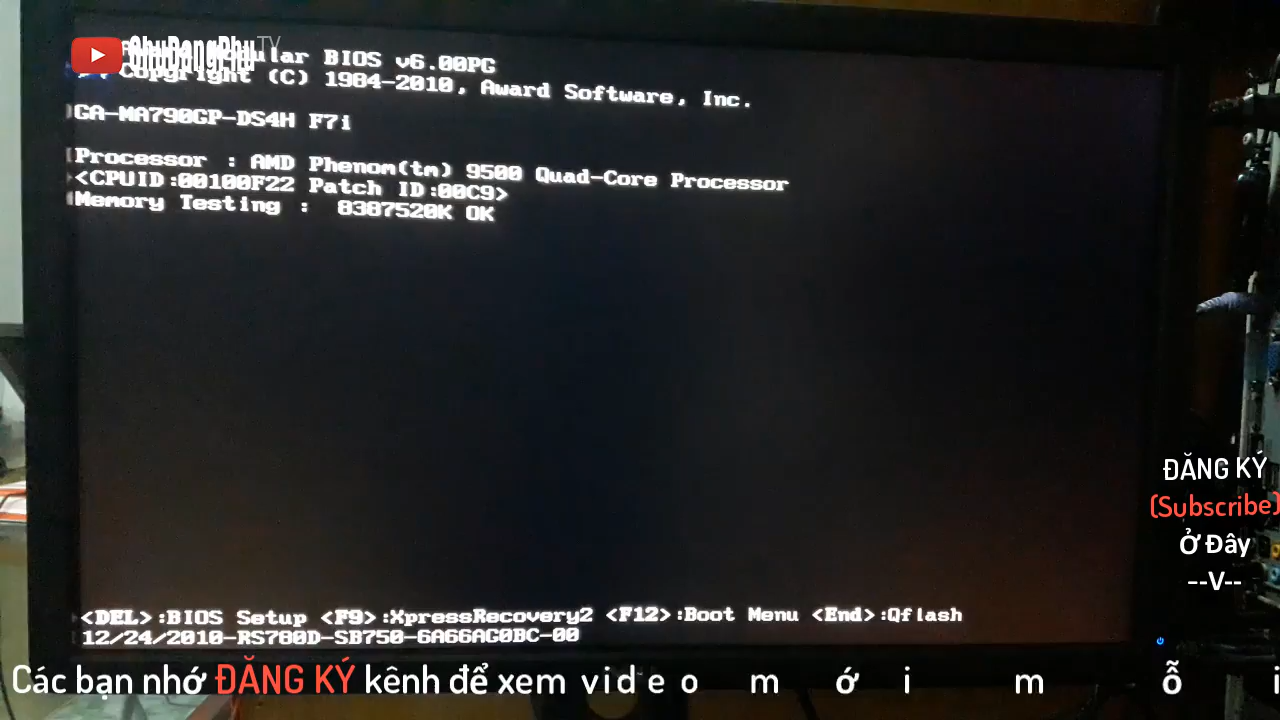 TV
BIOS v6.00PG
Copyright (C) 1984-2010, Award Software, Inc.
GA-MA790GP-DS4H F7i
Processor : AMD Phenom(tm) 9500 Quad-Core Processor
<CPUID:00100F22 Patch ID:00C9>
Memory Testing : 8387520K OK
ĐĂNG KÝ
(Subscribe)
Ở Đây
--V--
<DEL>:BIOS Setup <F9>:XpressRecovery2 <F12>:Boot Menu <End>:Qflash
12/24/2010-RS780D-SB750-6A66AG0BC-00
Các bạn nhớ ĐĂNG KÝ kênh để xem video mới mỗi